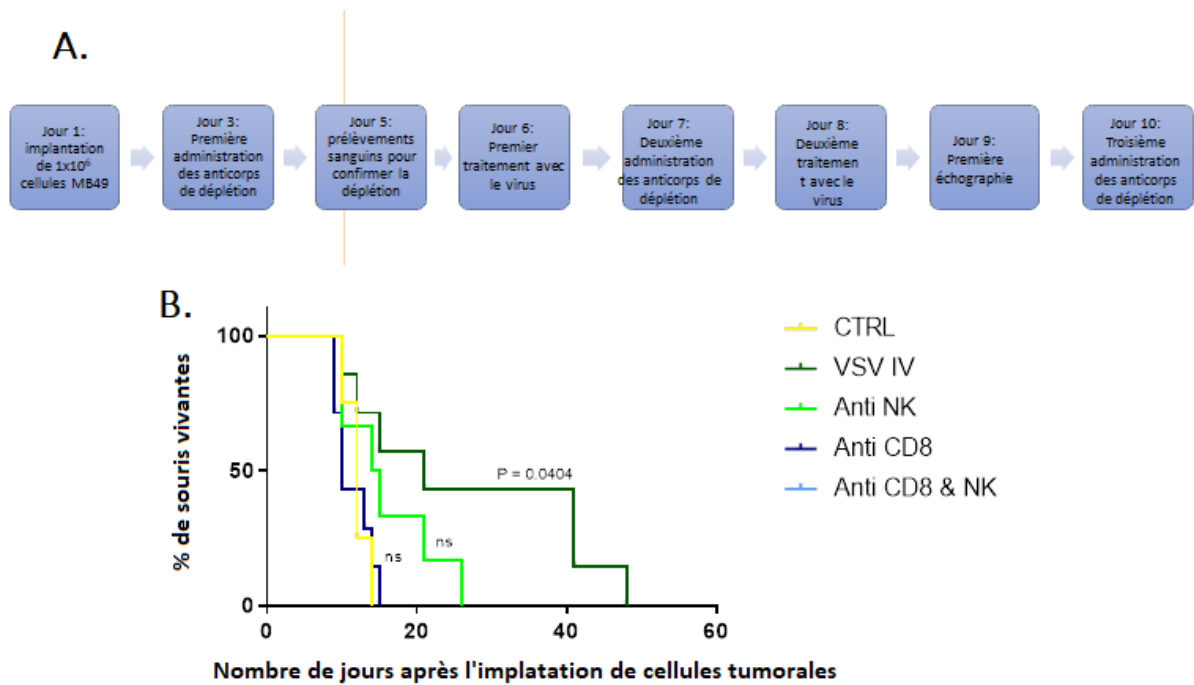 A.
Jour 1:
implantation
de 1x10⁶
cellules MB49
Jour 3:
Première
administration
des anticorps
de déplétion
Jour 5:
prélèvements
sanguins pour
confirmer la
déplétion
Jour 6:
Premier
traitement avec
le virus
Jour 7:
Deuxième
administration
des anticorps de
déplétion
Jour 8:
Deuxième
traitemen
t avec le
virus
Jour 9:
Première
échographie
Jour 10:
Troisième
administration
des anticorps
de déplétion
B.
% de souris vivantes
100
50
0
P = 0.0404
ns
ns
0 20 40 60
Nombre de jours après l'implatation de cellules tumorales
CTRL
VSV IV
Anti NK
Anti CD8
Anti CD8 & NK